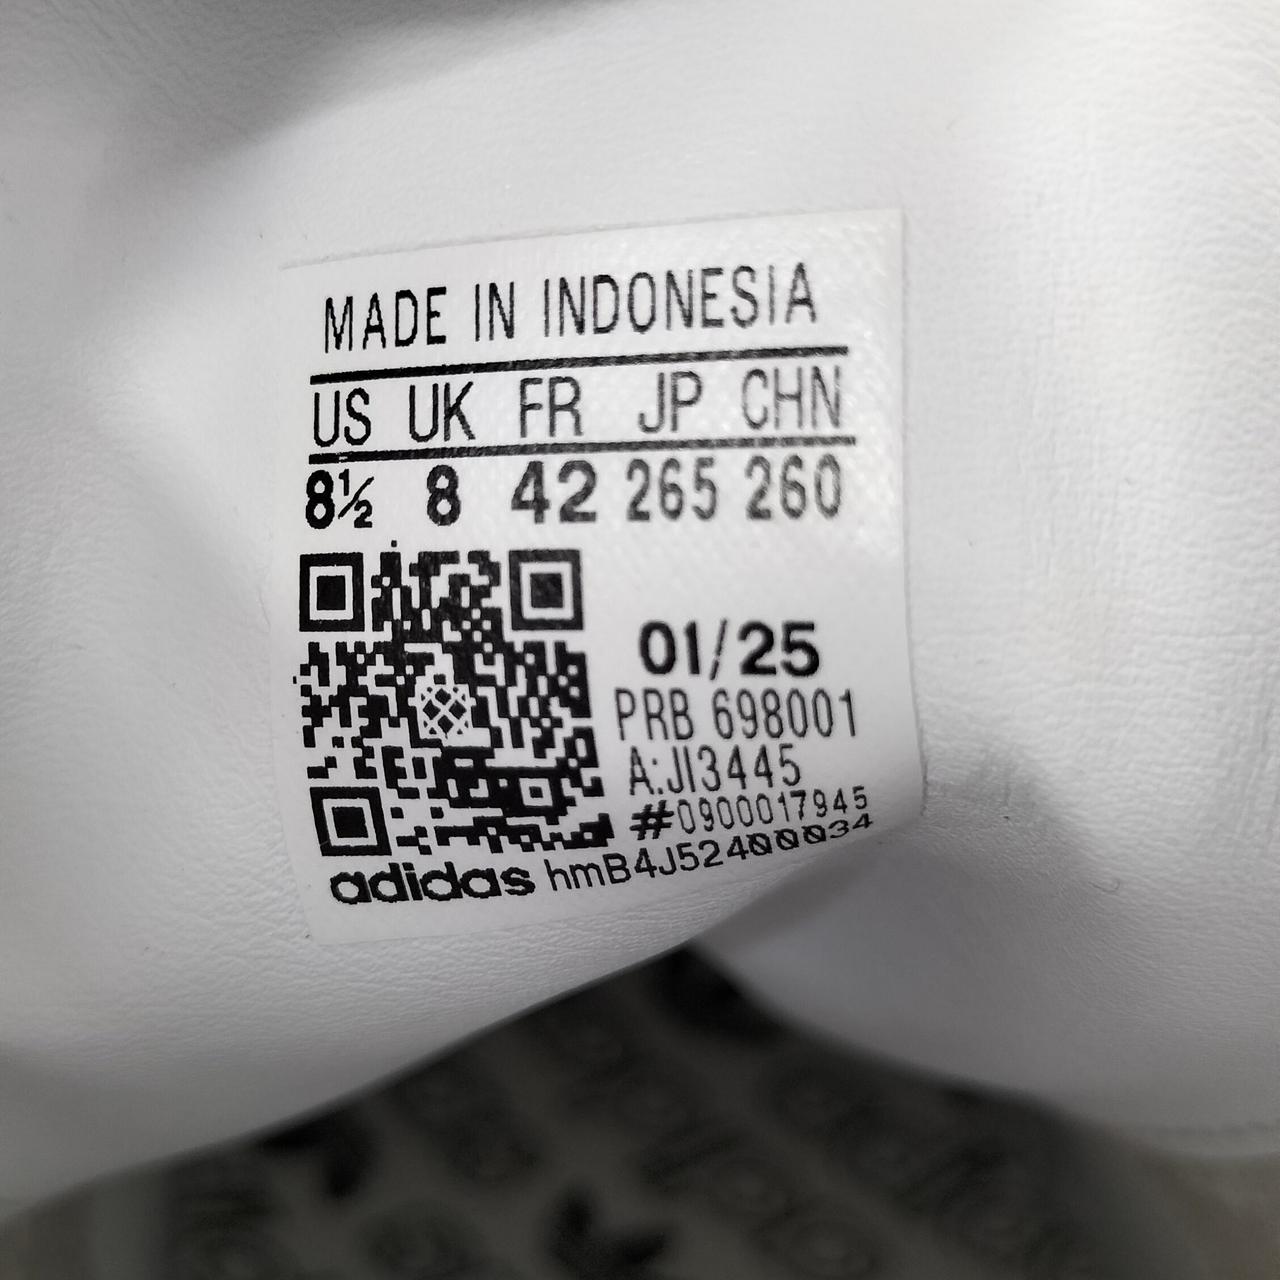 MADE IN INDONESIA
US UK FR JP CHN
8½ 8 42 265 260
01/25
PRB 698001
A:JI3445
#0900017945
adidas hmB4J52400034